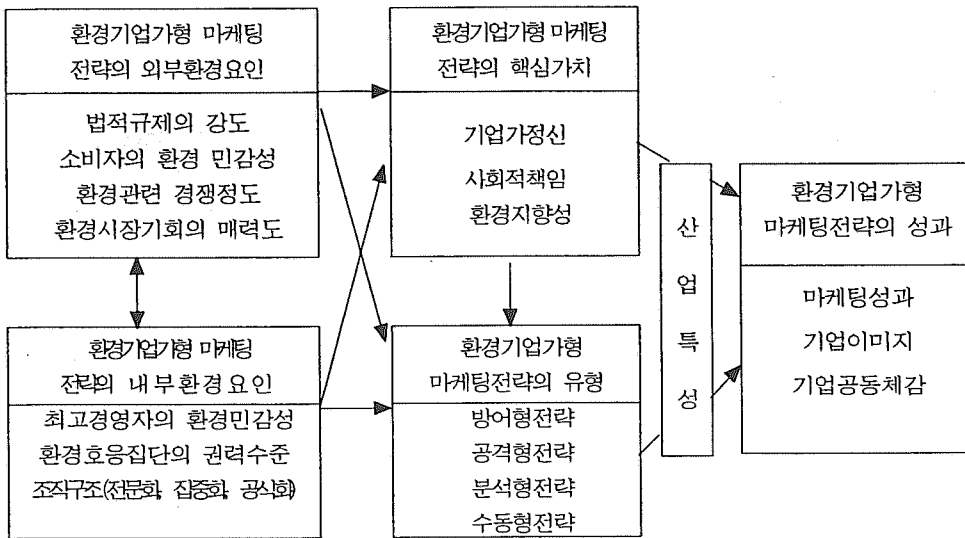 환경기업가형 마케팅
전략의 외부환경요인
법적규제의 강도
소비자의 환경 민감성
환경관련 경쟁정도
환경시장기회의 매력도
환경기업가형 마케팅
전략의 내부환경요인
최고경영자의 환경민감성
환경호응집단의 권력수준
조직구조(전문화, 집중화, 공식화)
환경기업가형 마케팅
전략의 핵심가치
기업가정신
사회적책임
환경지향성
환경기업가형
마케팅전략의 유형
방어형전략
공격형전략
분석형전략
수동형전략
산
업
특
성
환경기업가형
마케팅전략의 성과
마케팅성과
기업이미지
기업공동체감